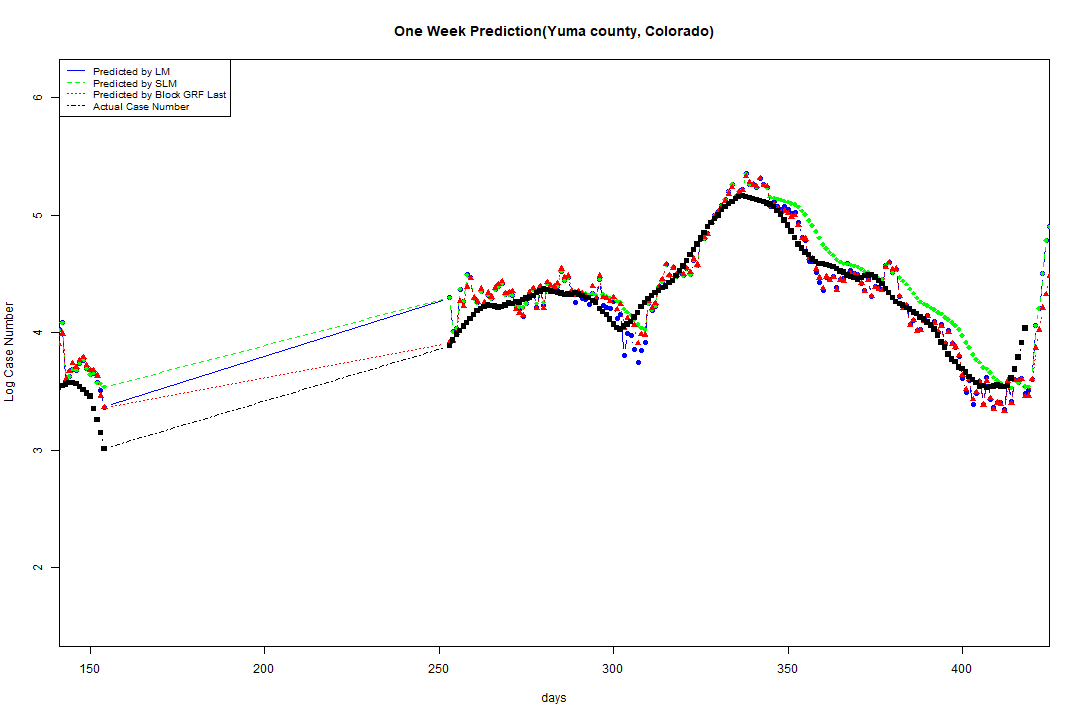 One Week Prediction(Yuma county, Colorado)
Predicted by LM
Predicted by SLM
Predicted by Block GRF Last
Actual Case Number
6
5
4
3
2
Log Case Number
150 200 250 300 350 400
days